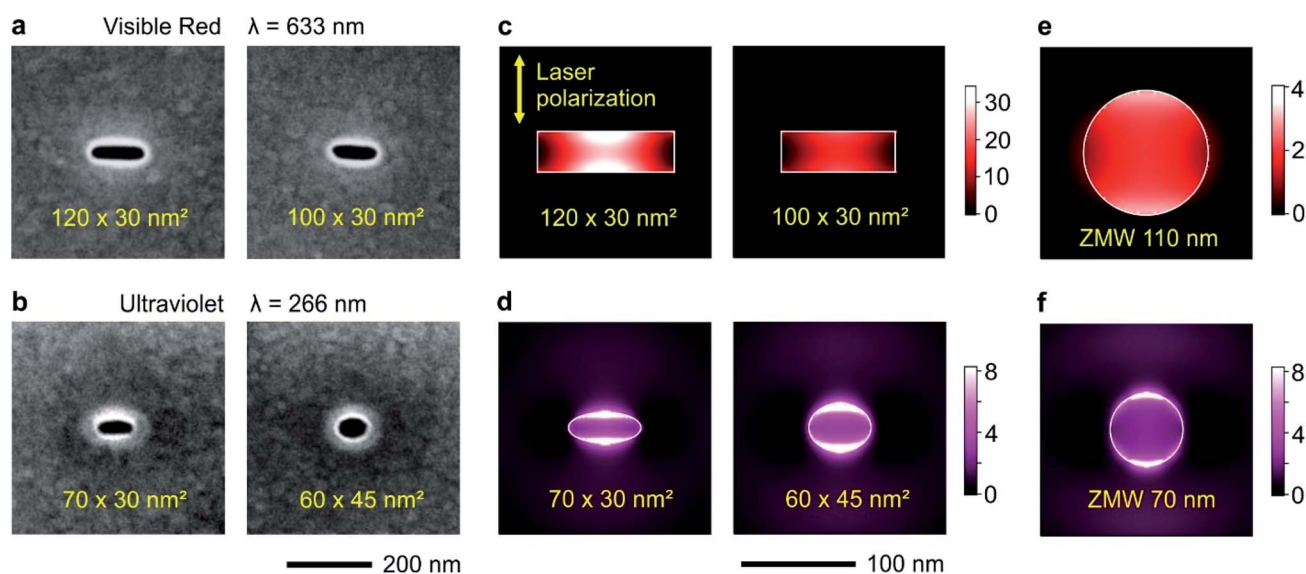 a Visible Red λ = 633 nm
120 x 30 nm²
100 x 30 nm²
b Ultraviolet λ = 266 nm
70 x 30 nm²
60 x 45 nm²
200 nm
c
Laser
polarization
120 x 30 nm²
100 x 30 nm²
30
20
10
0
d
70 x 30 nm²
60 x 45 nm²
8
4
0
100 nm
e
ZMW 110 nm
4
2
0
f
ZMW 70 nm
8
4
0